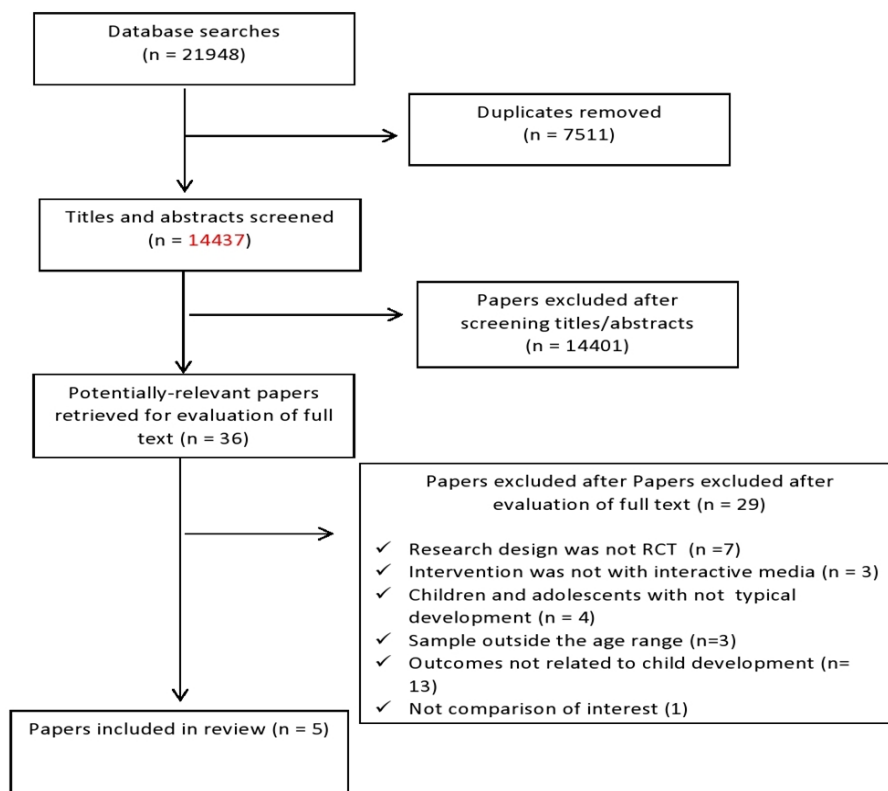 Database searches
(n = 21948)
Duplicates removed
(n = 7511)
Titles and abstracts screened
(n = 14437)
Papers excluded after
screening titles/abstracts
(n = 14401)
Potentially-relevant papers
retrieved for evaluation of full
text (n = 36)
Papers excluded after Papers excluded after
evaluation of full text (n = 29)
✓ Research design was not RCT (n =7)
✓ Intervention was not with interactive media (n = 3)
✓ Children and adolescents with not typical
development (n = 4)
✓ Sample outside the age range (n=3)
✓ Outcomes not related to child development (n=
13)
✓ Not comparison of interest (1)
Papers included in review (n = 5)